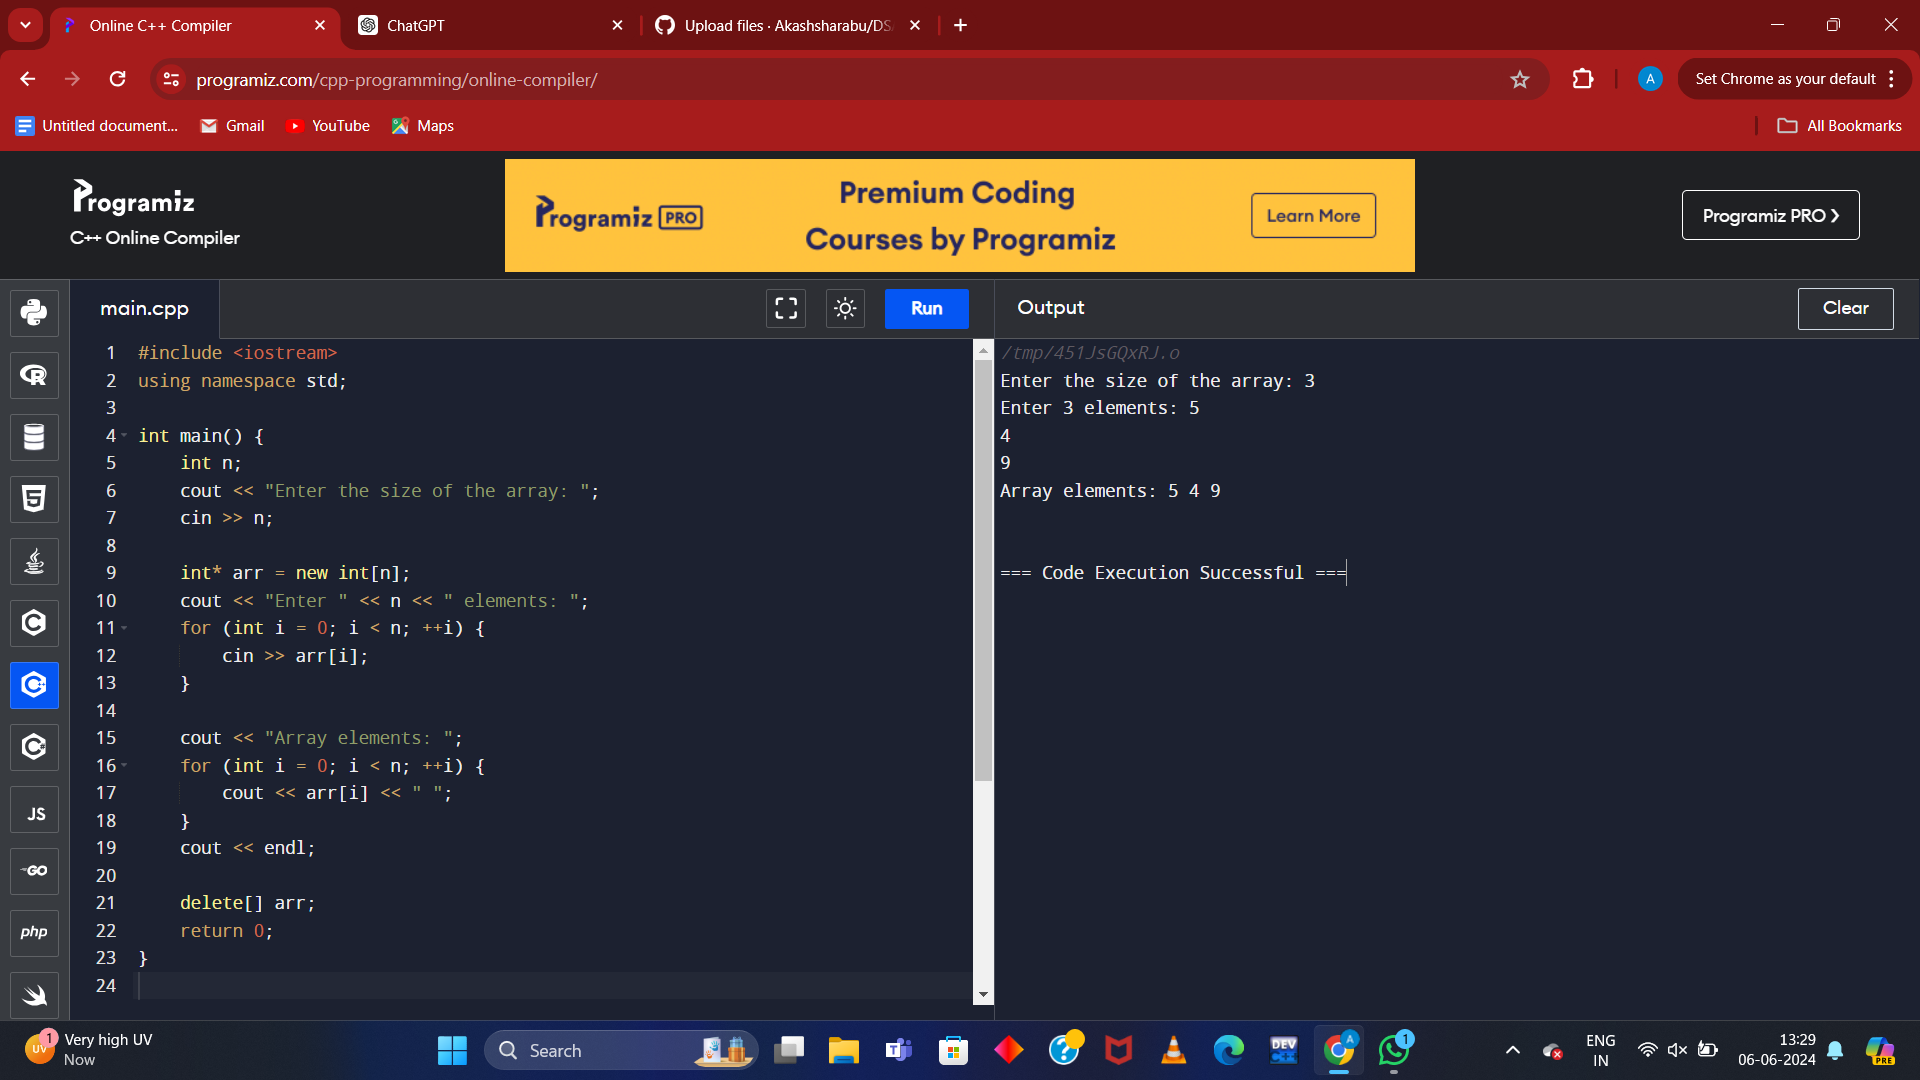 Online C++ Compiler
ChatGPT
Upload files · Akashsharabu/DS
programiz.com/cpp-programming/online-compiler/
A
Set Chrome as your default
Untitled document...
Gmail
YouTube
Maps
All Bookmarks
Programiz
C++ Online Compiler
Programiz PRO
Premium Coding
Courses by Programiz
Learn More
Programiz PRO ❯
main.cpp
Run
Output
Clear
1 #include <iostream>
2 using namespace std;
3
4 int main() {
5     int n;
6     cout << "Enter the size of the array: ";
7     cin >> n;
8
9     int* arr = new int[n];
10     cout << "Enter " << n << " elements: ";
11     for (int i = 0; i < n; ++i) {
12         cin >> arr[i];
13     }
14
15     cout << "Array elements: ";
16     for (int i = 0; i < n; ++i) {
17         cout << arr[i] << " ";
18     }
19     cout << endl;
20
21     delete[] arr;
22     return 0;
23 }
24
/tmp/451JsGQxRJ.o
Enter the size of the array: 3
Enter 3 elements: 5
4
9
Array elements: 5 4 9
=== Code Execution Successful ===
R
5
C
C
C
JS
GO
php
UV
1
Very high UV
Now
Search
T
?
DEV
C++
A
1
ENG
IN
13:29
06-06-2024
PRE